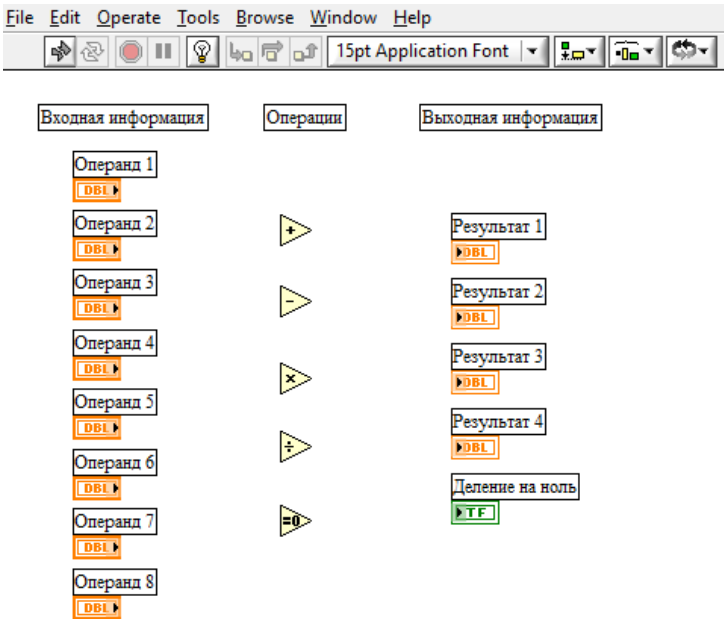 File Edit Operate Tools Browse Window Help
15pt Application Font
Входная информация Операции Выходная информация
Операнд 1
DBL
Операнд 2
DBL
+
Результат 1
DBL
Операнд 3
DBL
−
Результат 2
DBL
Операнд 4
DBL
×
Результат 3
DBL
Операнд 5
DBL
÷
Результат 4
DBL
Операнд 6
DBL
Деление на ноль
TF
Операнд 7
DBL
=0
Операнд 8
DBL